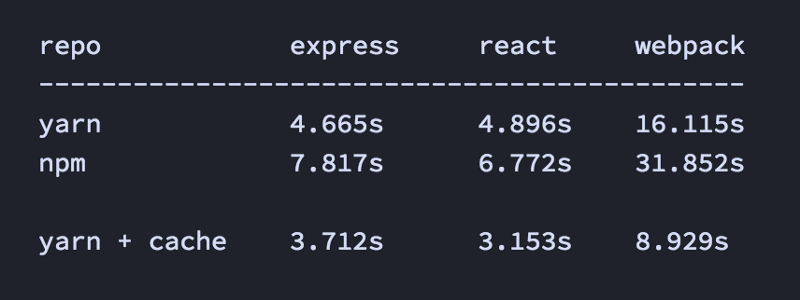 repo express react webpack
----------------------------------------------
yarn 4.665s 4.896s 16.115s
npm 7.817s 6.772s 31.852s
yarn + cache 3.712s 3.153s 8.929s